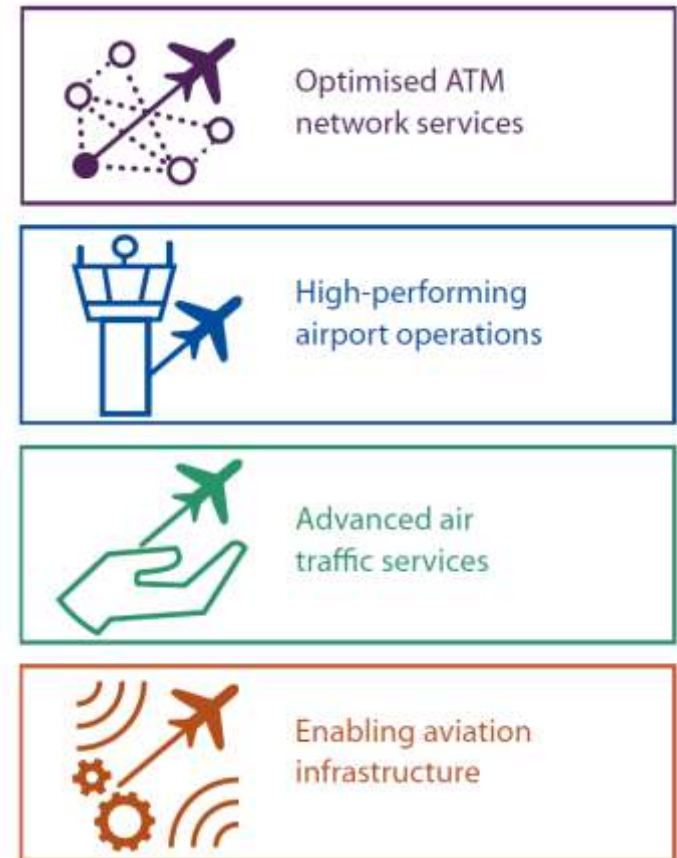 Optimised ATM
network services
High-performing
airport operations
Advanced air
traffic services
Enabling aviation
infrastructure